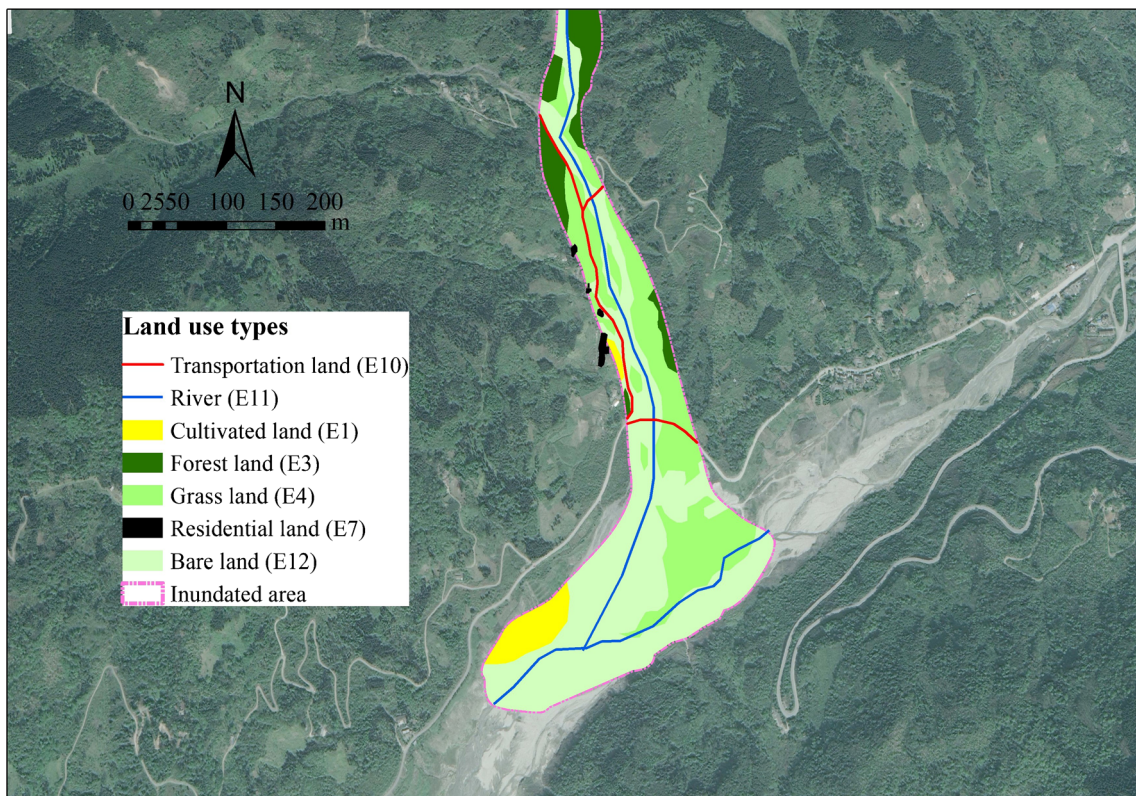 N
0 2550 100 150 200
m
Land use types
Transportation land (E10)
River (E11)
Cultivated land (E1)
Forest land (E3)
Grass land (E4)
Residential land (E7)
Bare land (E12)
Inundated area